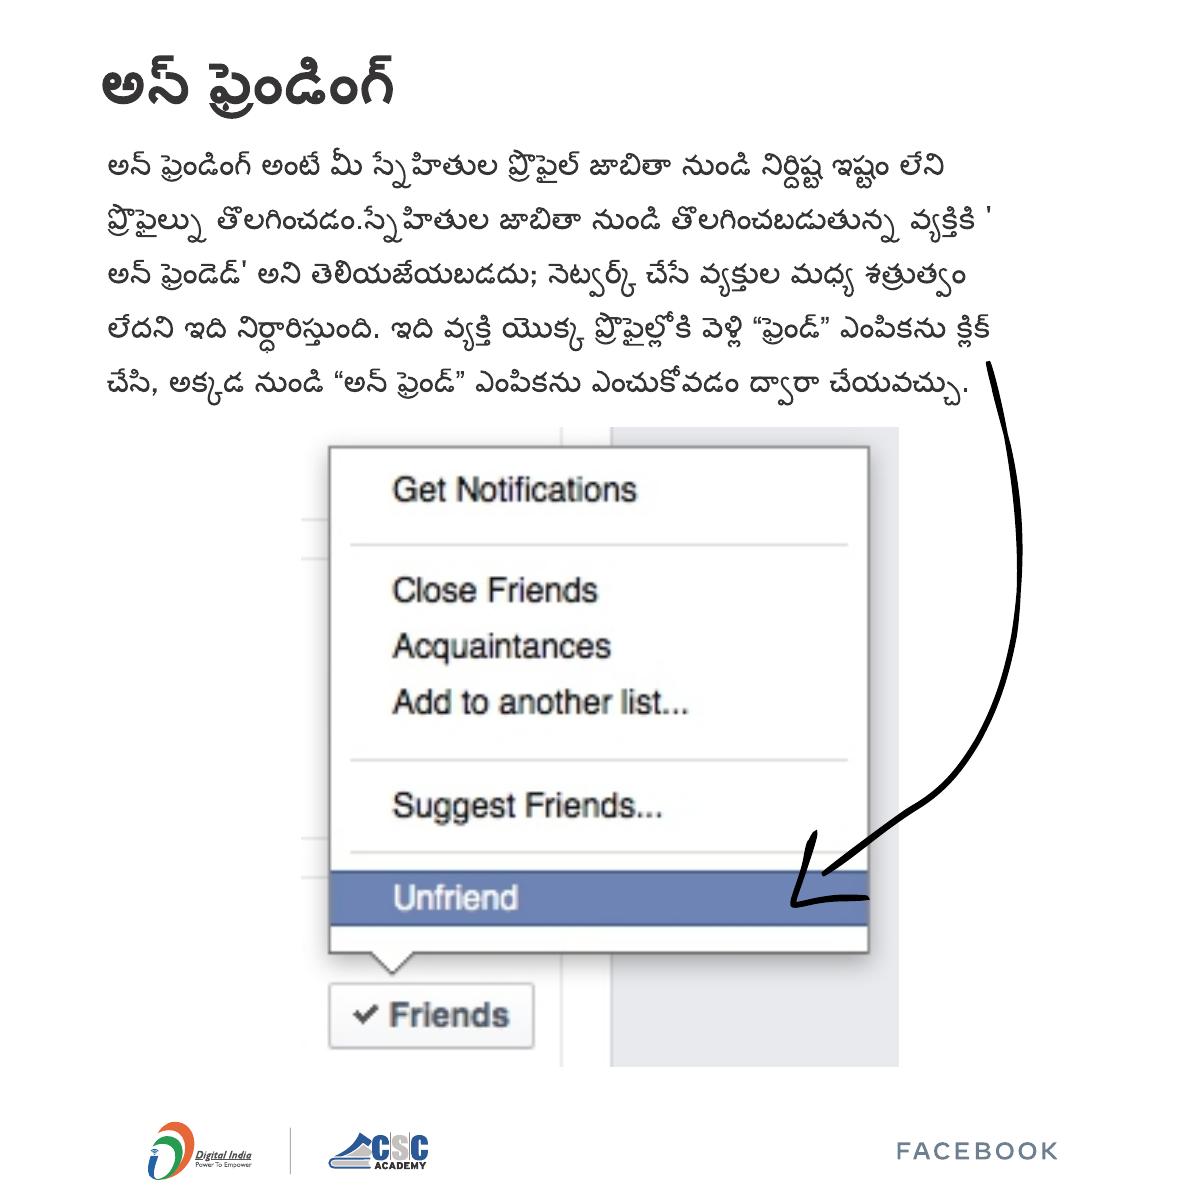 అన్ ఫ్రెండింగ్
అన్ ఫ్రెండింగ్ అంటే మీ స్నేహితుల ప్రొఫైల్ జాబితా నుండి నిర్దిష్ట ఇష్టం లేని
ప్రొఫైల్ను తొలగించడం.స్నేహితుల జాబితా నుండి తొలగించబడుతున్న వ్యక్తికి '
అన్ ఫ్రెండెడ్' అని తెలియజేయబడదు; నెట్వర్క్ చేసే వ్యక్తుల మధ్య శత్రుత్వం
లేదని ఇది నిర్ధారిస్తుంది. ఇది వ్యక్తి యొక్క ప్రొఫైల్లోకి వెళ్లి “ఫ్రెండ్” ఎంపికను క్లిక్
చేసి, అక్కడ నుండి “అన్ ఫ్రెండ్” ఎంపికను ఎంచుకోవడం ద్వారా చేయవచ్చు.
Get Notifications
Close Friends
Acquaintances
Add to another list...
Suggest Friends...
Unfriend
Friends
Digital India
Power To Empower
CSC
ACADEMY
FACEBOOK